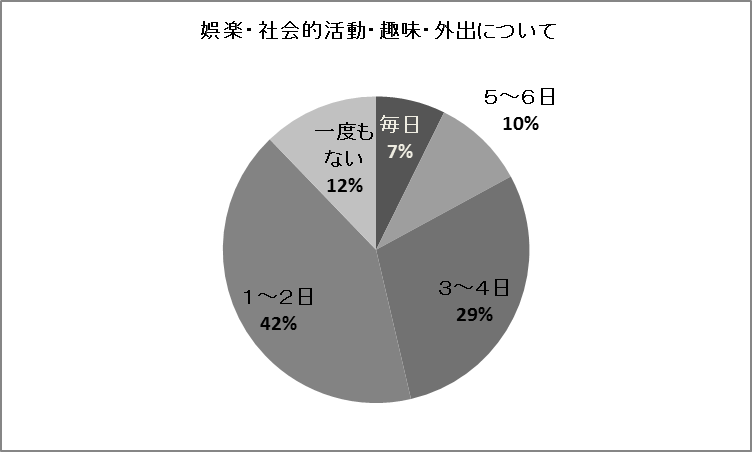 娯楽・社会的活動・趣味・外出について
毎日
7%
５～６日
10%
３～４日
29%
１～２日
42%
一度も
ない
12%